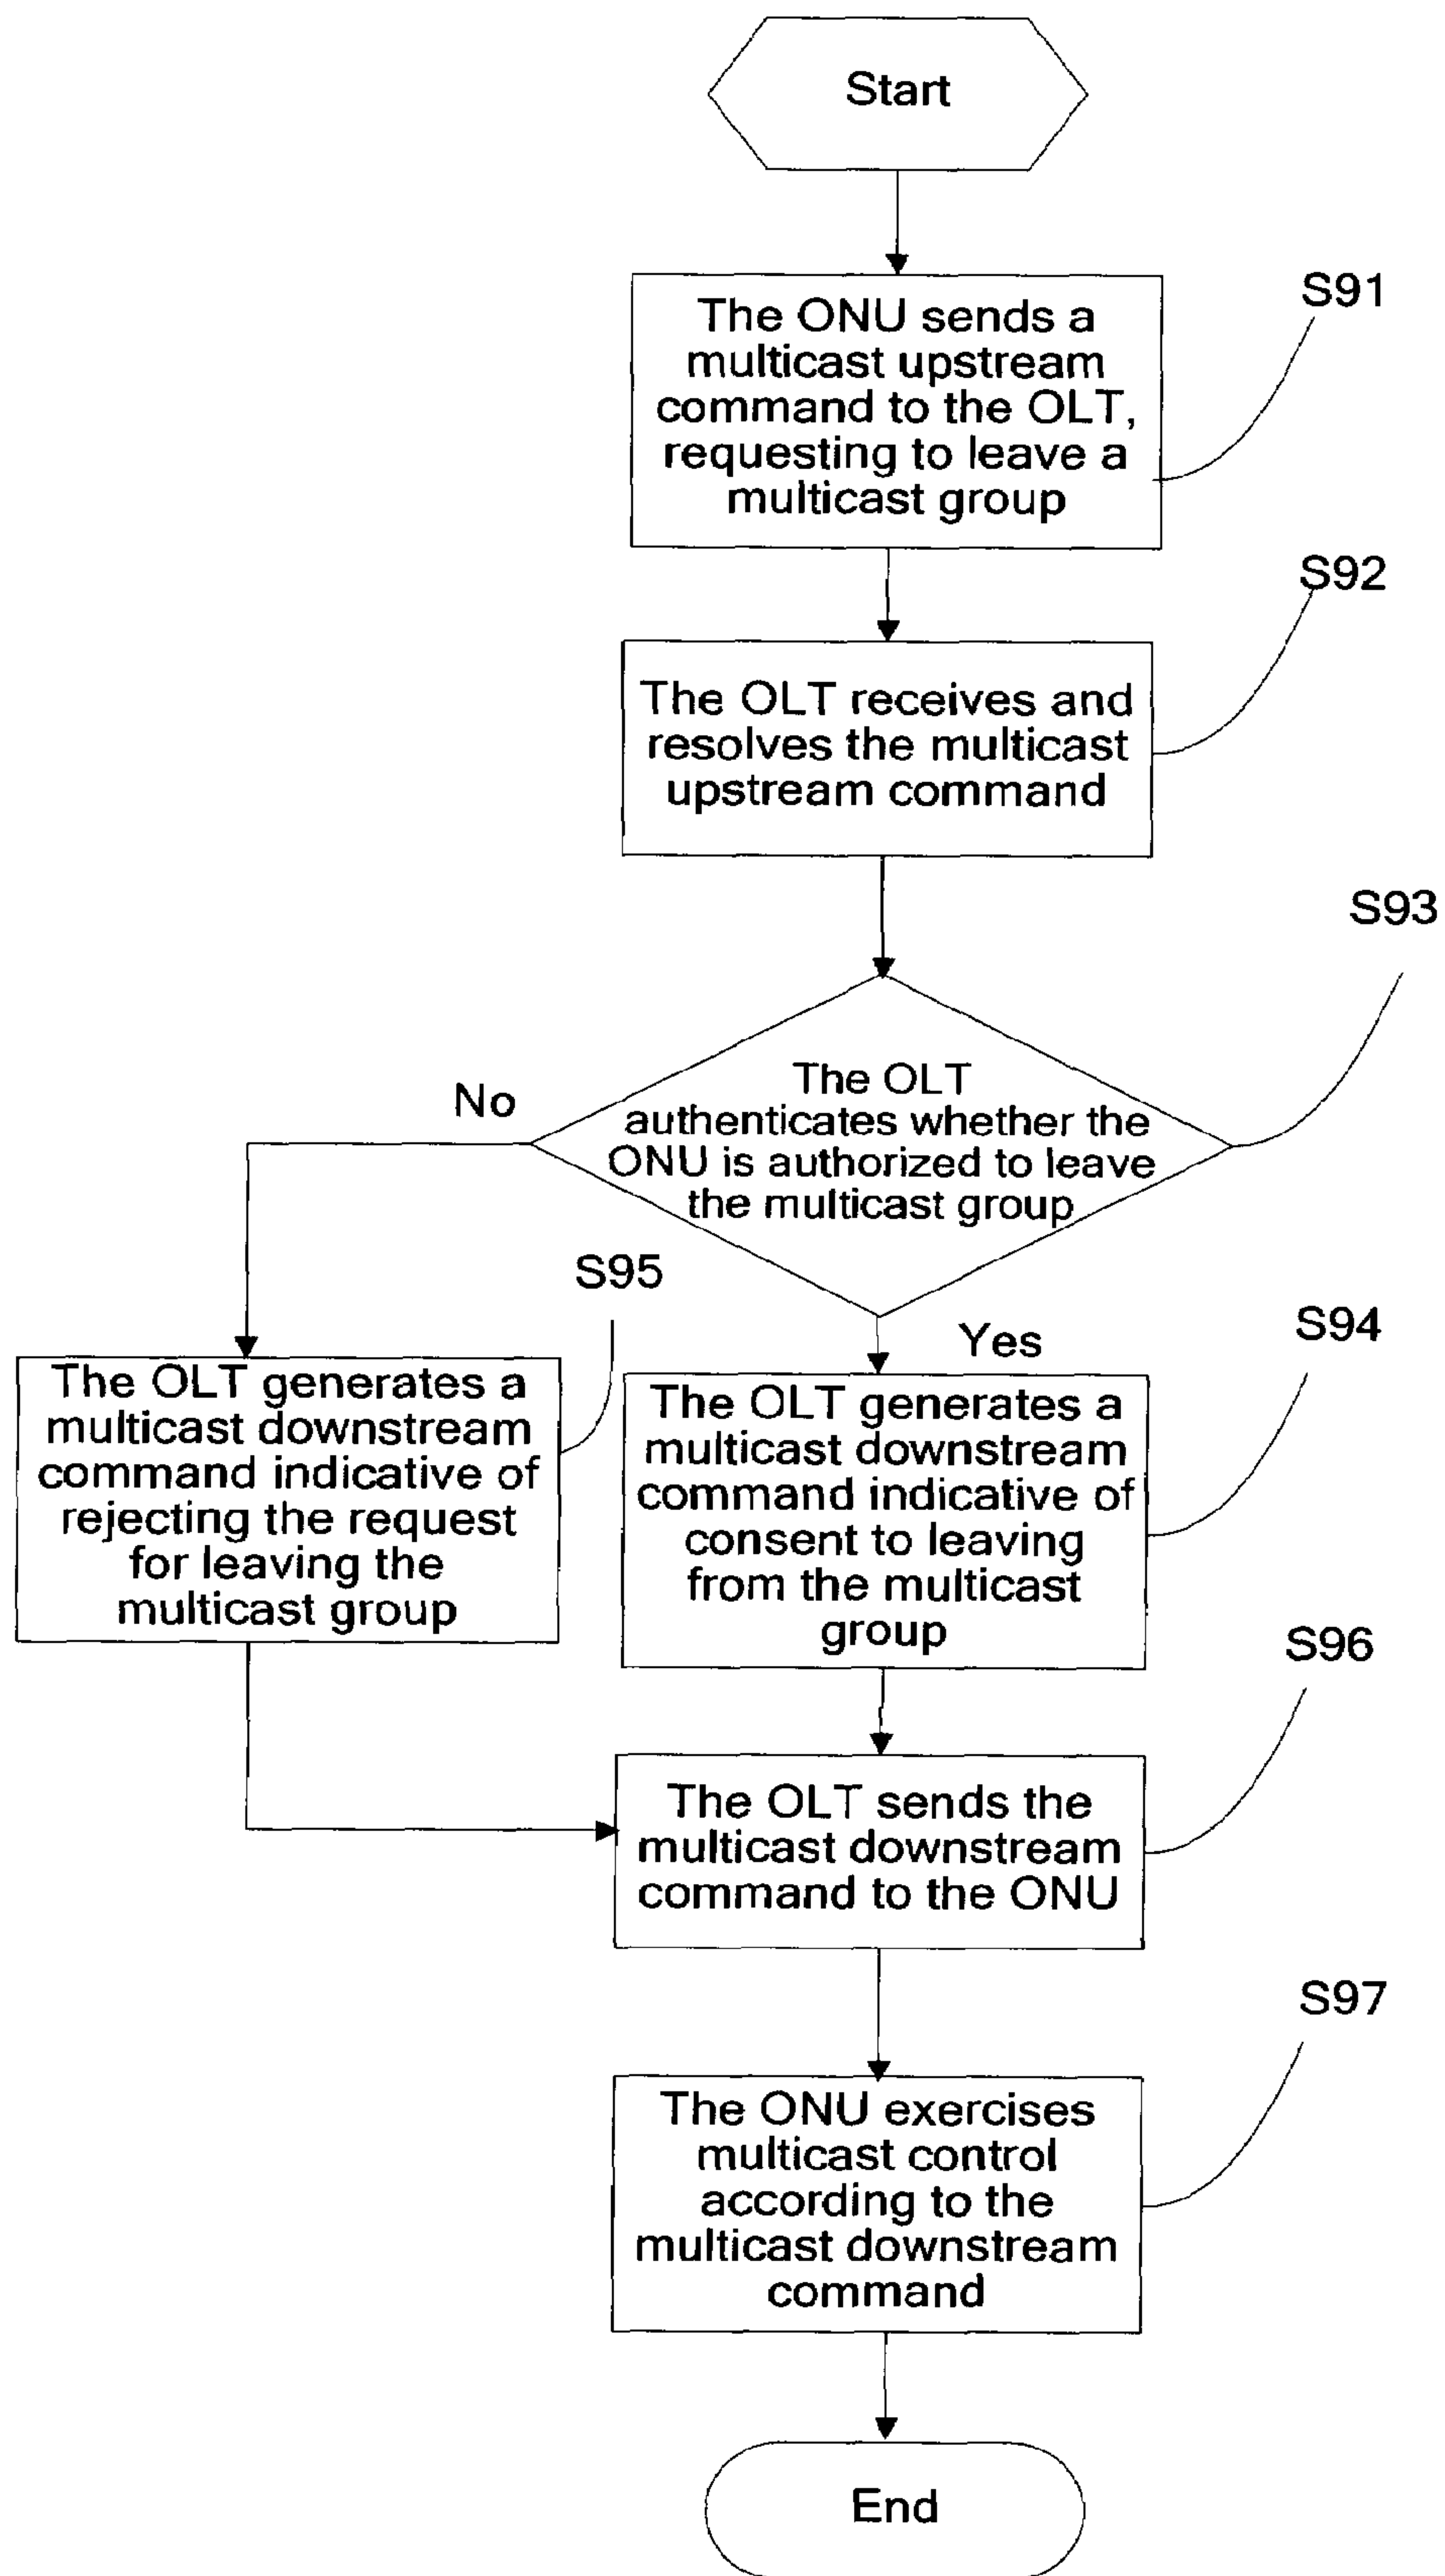 Start
The ONU sends a
multicast upstream
command to the OLT,
requesting to leave a
multicast group
S91
The OLT receives and
resolves the multicast
upstream command
S92
The OLT
authenticates whether the
ONU is authorized to leave
the multicast group
S93
No
Yes
S95
The OLT generates a
multicast downstream
command indicative of
rejecting the request
for leaving the
multicast group
S94
The OLT generates a
multicast downstream
command indicative of
consent to leaving
from the multicast
group
S96
The OLT sends the
multicast downstream
command to the ONU
S97
The ONU exercises
multicast control
according to the
multicast downstream
command
End